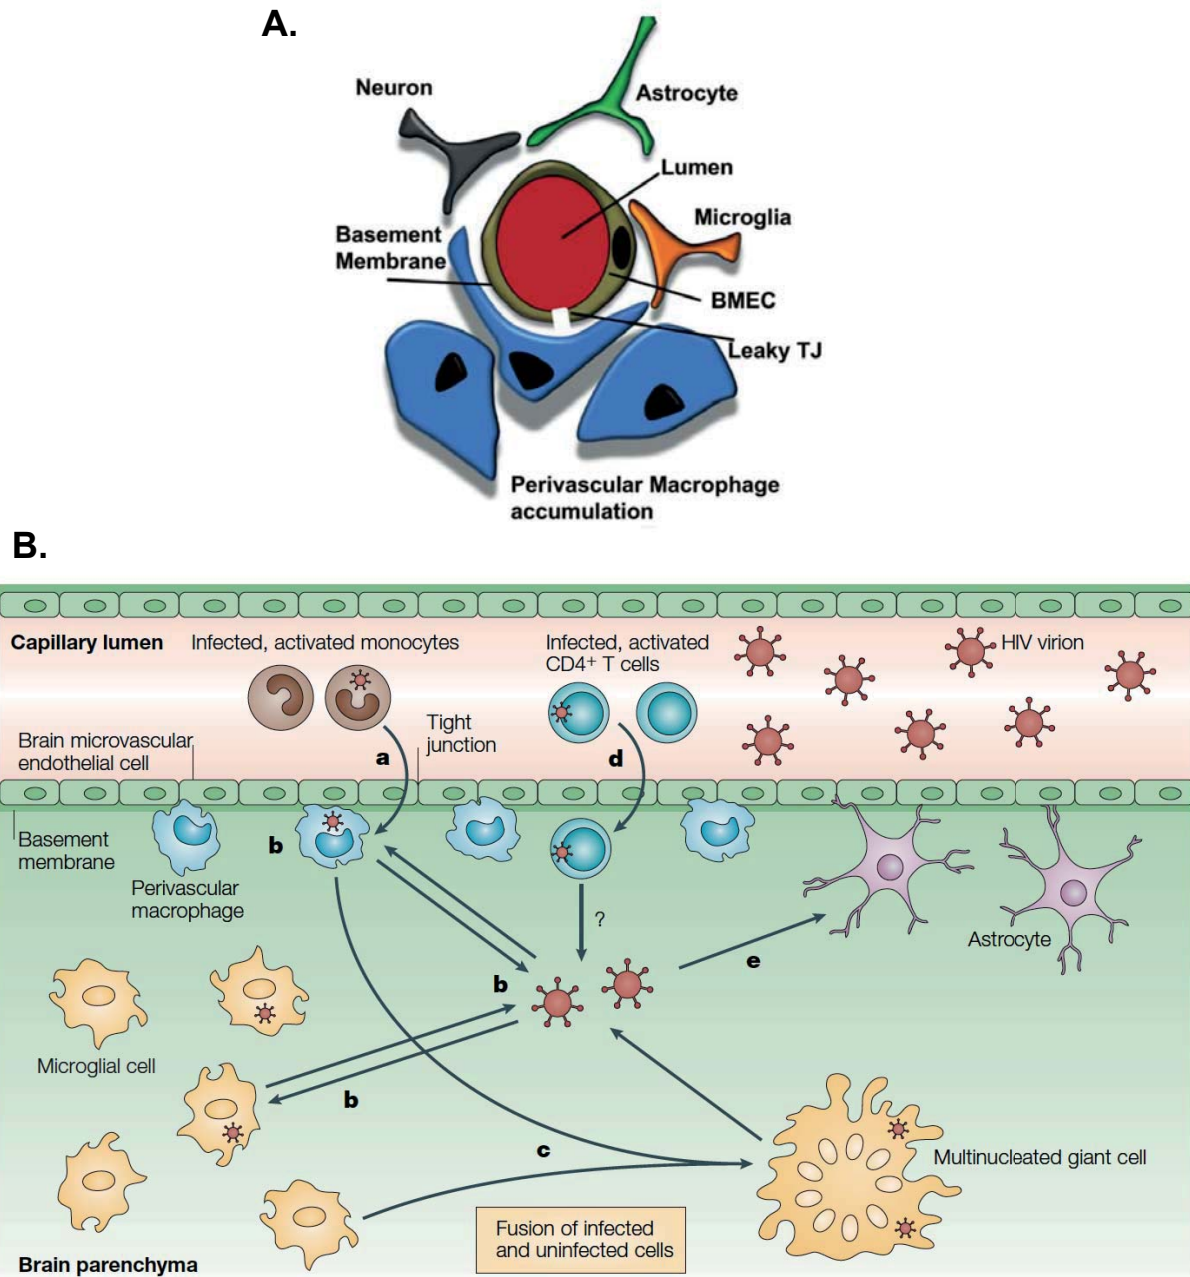 A.
Neuron
Astrocyte
Lumen
Microglia
Basement
Membrane
BMEC
Leaky TJ
Perivascular Macrophage
accumulation
B.
Capillary lumen
Infected, activated monocytes
Infected, activated
CD4+ T cells
HIV virion
Brain microvascular
endothelial cell
Tight
junction
a
d
Basement
membrane
b
Perivascular
macrophage
?
Astrocyte
e
b
Microglial cell
b
c
Multinucleated giant cell
Fusion of infected
and uninfected cells
Brain parenchyma